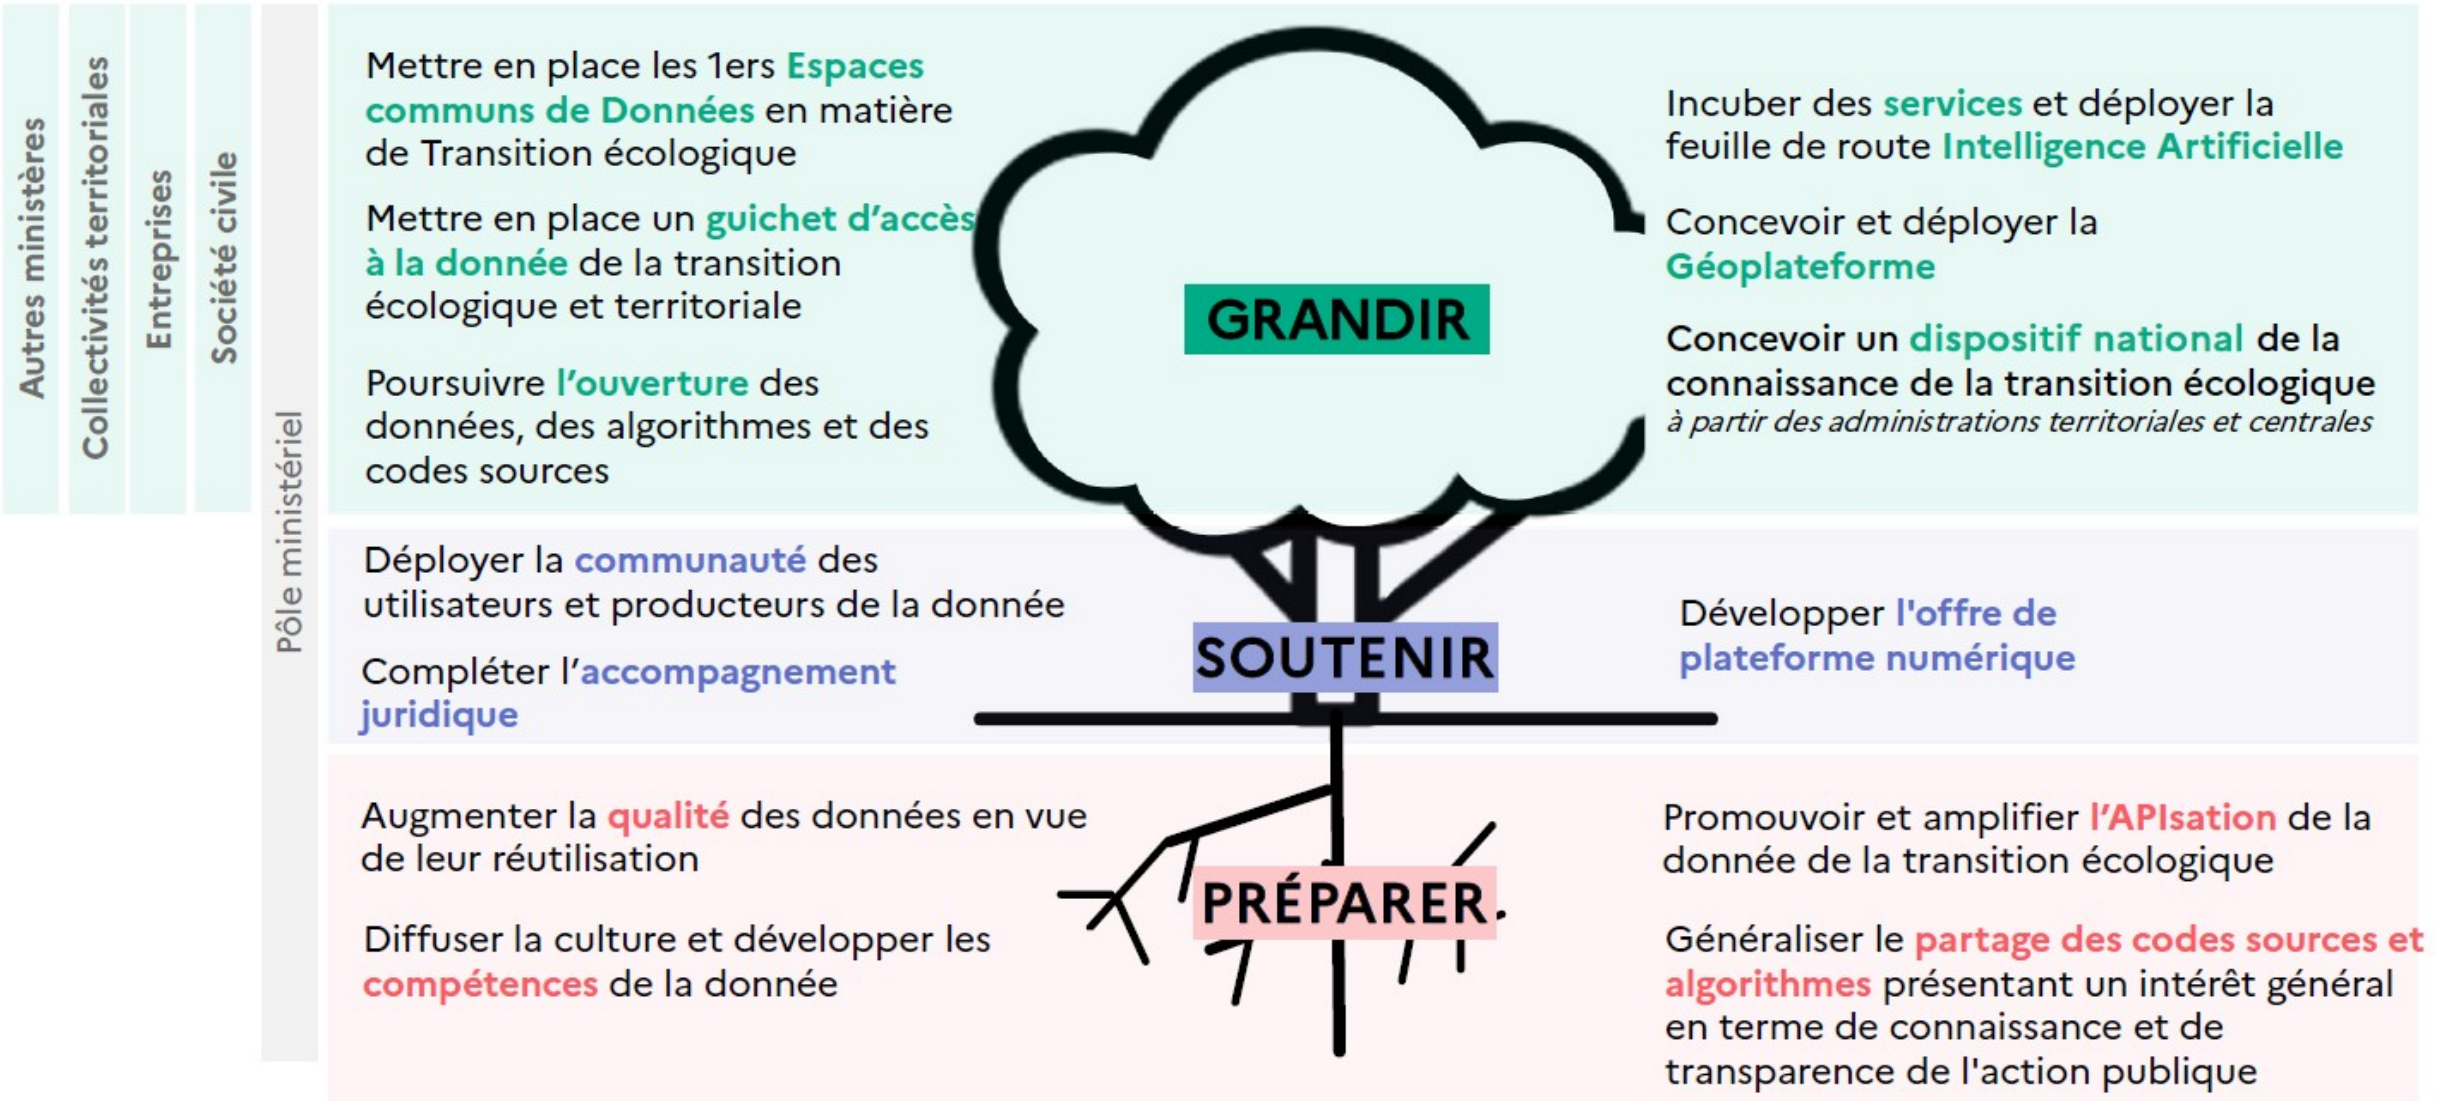 Autres ministères
Collectivités territoriales
Entreprises
Société civile
Pôle ministériel
Mettre en place les 1ers Espaces
communs de Données en matière
de Transition écologique
Mettre en place un guichet d’accès
à la donnée de la transition
écologique et territoriale
Poursuivre l’ouverture des
données, des algorithmes et des
codes sources
GRANDIR
Incuber des services et déployer la
feuille de route Intelligence Artificielle
Concevoir et déployer la
Géoplateforme
Concevoir un dispositif national de la
connaissance de la transition écologique
à partir des administrations territoriales et centrales
Déployer la communauté des
utilisateurs et producteurs de la donnée
Compléter l’accompagnement
juridique
SOUTENIR
Développer l'offre de
plateforme numérique
Augmenter la qualité des données en vue
de leur réutilisation
Diffuser la culture et développer les
compétences de la donnée
PRÉPARER
Promouvoir et amplifier l’APIsation de la
donnée de la transition écologique
Généraliser le partage des codes sources et
algorithmes présentant un intérêt général
en terme de connaissance et de
transparence de l'action publique